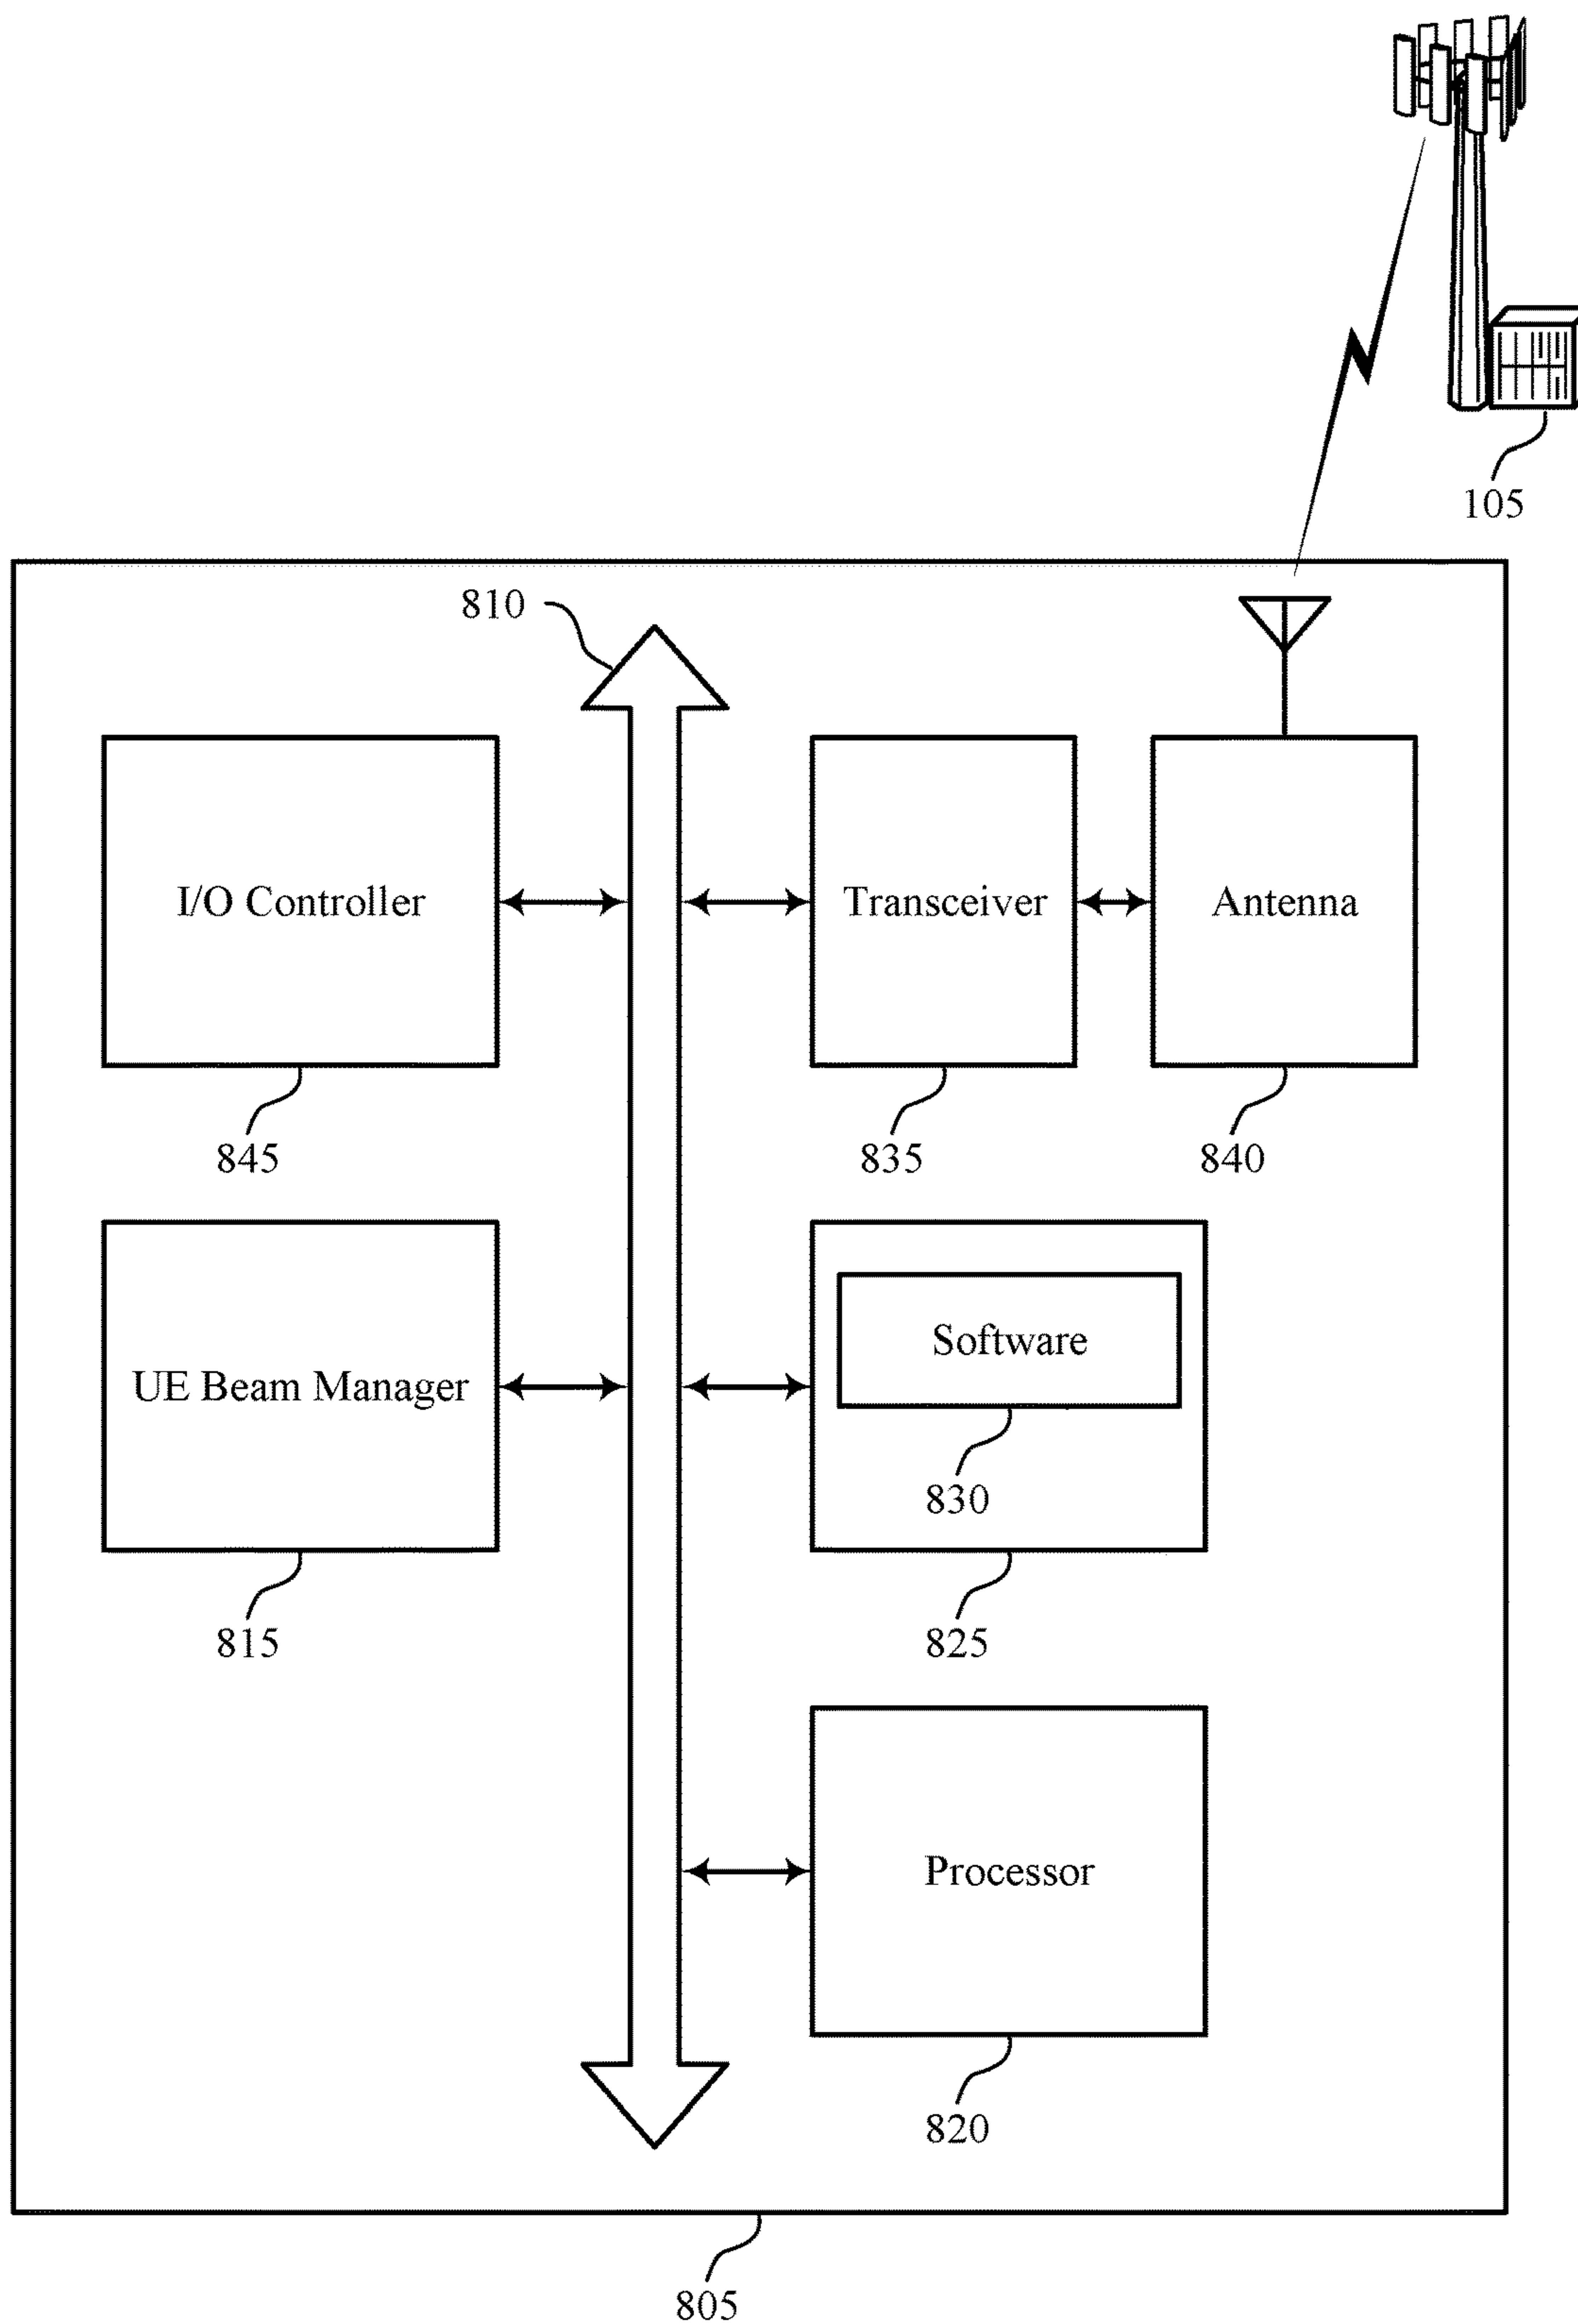 105
810
I/O Controller
Transceiver
Antenna
845
835
840
UE Beam Manager
Software
830
815
825
Processor
820
805